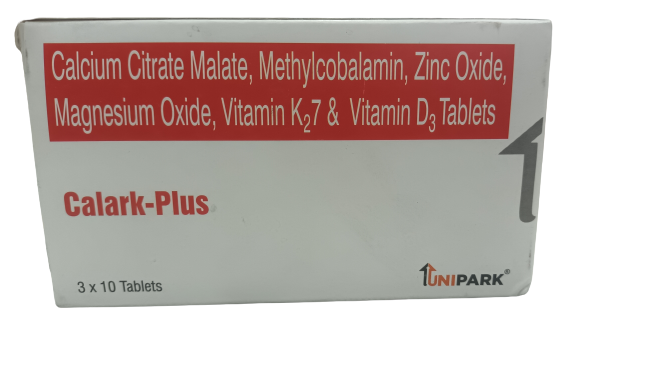 Calcium Citrate Malate, Methylcobalamin, Zinc Oxide,
Magnesium Oxide, Vitamin K₂7 & Vitamin D₃ Tablets
Calark-Plus
3 x 10 Tablets
UNIPARK®